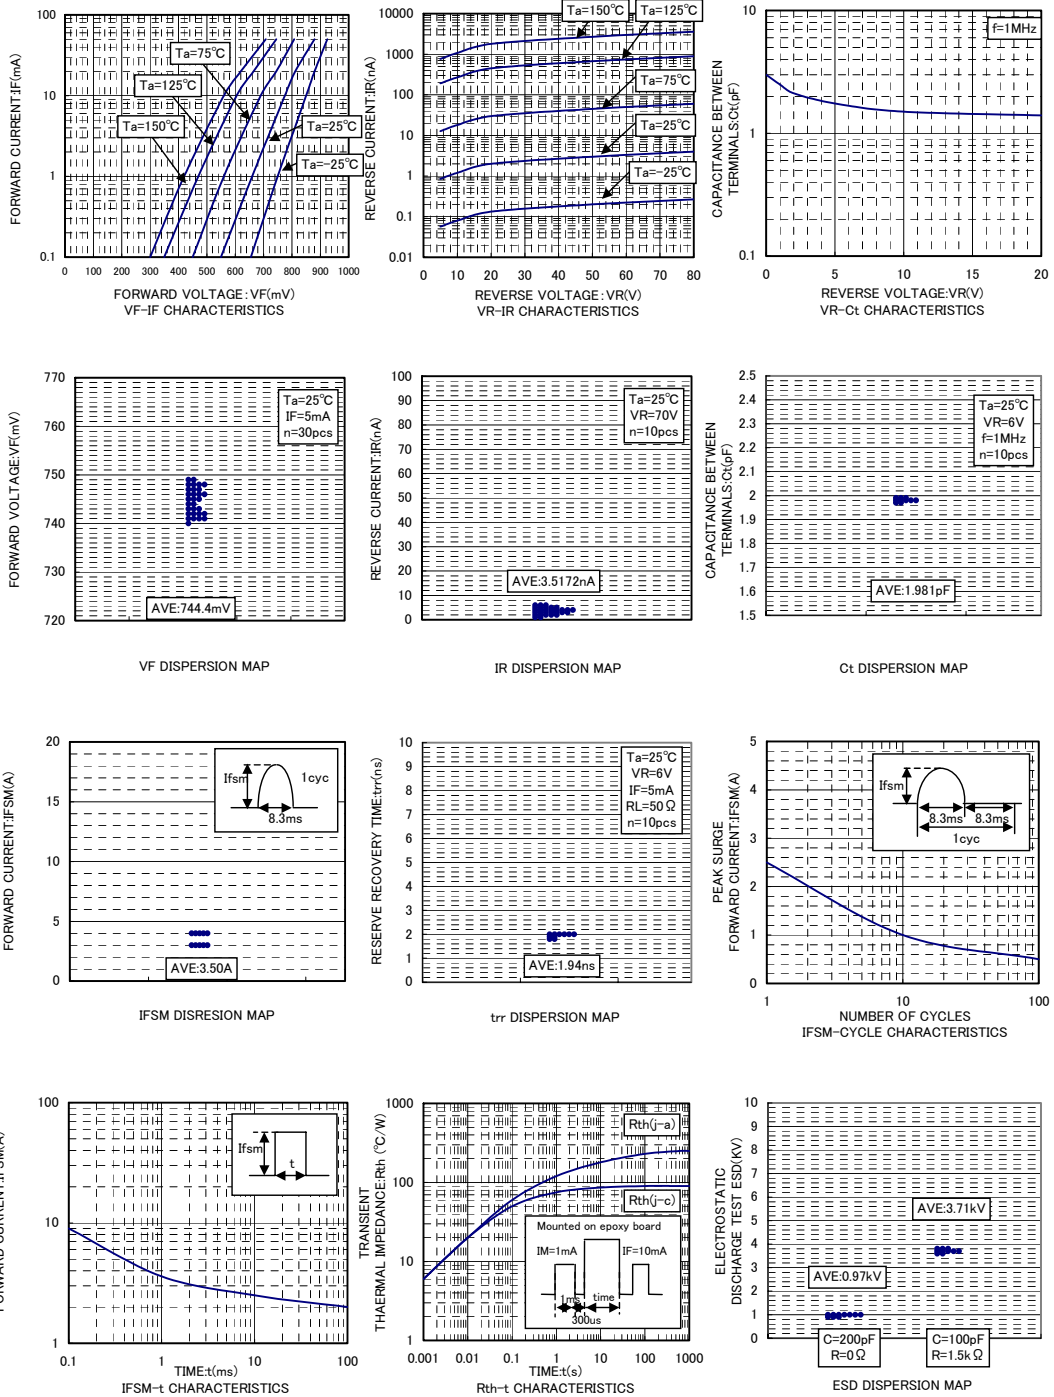 FORWARD CURRENT:IF(mA)
100
10
1
0.1
Ta=75℃
Ta=125℃
Ta=150℃
Ta=25℃
Ta=-25℃
0 100 200 300 400 500 600 700 800 900 1000
FORWARD VOLTAGE:VF(mV)
VF-IF CHARACTERISTICS
REVERSE CURRENT:IR(nA)
10000
1000
100
10
1
0.1
0.01
Ta=150℃
Ta=125℃
Ta=75℃
Ta=25℃
Ta=-25℃
0 10 20 30 40 50 60 70 80
REVERSE VOLTAGE:VR(V)
VR-IR CHARACTERISTICS
CAPACITANCE BETWEEN
TERMINALS:Ct(pF)
10
1
0.1
f=1MHz
0 5 10 15 20
REVERSE VOLTAGE:VR(V)
VR-Ct CHARACTERISTICS
FORWARD VOLTAGE:VF(mV)
770
760
750
740
730
720
Ta=25℃
IF=5mA
n=30pcs
AVE:744.4mV
VF DISPERSION MAP
REVERSE CURRENT:IR(nA)
100
90
80
70
60
50
40
30
20
10
0
Ta=25℃
VR=70V
n=10pcs
AVE:3.5172nA
IR DISPERSION MAP
CAPACITANCE BETWEEN
TERMINALS:Ct(pF)
2.5
2.4
2.3
2.2
2.1
2
1.9
1.8
1.7
1.6
1.5
Ta=25℃
VR=6V
f=1MHz
n=10pcs
AVE:1.981pF
Ct DISPERSION MAP
FORWARD CURRENT:IFSM(A)
20
15
10
5
0
Ifsm
1cyc
8.3ms
AVE:3.50A
IFSM DISRESION MAP
RESERVE RECOVERY TIME:trr(ns)
10
9
8
7
6
5
4
3
2
1
0
Ta=25℃
VR=6V
IF=5mA
RL=50Ω
n=10pcs
AVE:1.94ns
trr DISPERSION MAP
PEAK SURGE
FORWARD CURRENT:IFSM(A)
5
4
3
2
1
0
Ifsm
8.3ms 8.3ms
1cyc
1 10 100
NUMBER OF CYCLES
IFSM-CYCLE CHARACTERISTICS
100
10
1
Ifsm
t
0.1 1 10 100
TIME:t(ms)
IFSM-t CHARACTERISTICS
TRANSIENT
THAERMAL IMPEDANCE:Rth (℃/W)
1000
100
10
1
Rth(j-a)
Rth(j-c)
Mounted on epoxy board
IM=1mA
IF=10mA
1ms
time
300us
0.001 0.01 0.1 1 10 100 1000
TIME:t(s)
Rth-t CHARACTERISTICS
ELECTROSTATIC
DISCHARGE TEST ESD(KV)
10
9
8
7
6
5
4
3
2
1
0
AVE:3.71kV
AVE:0.97kV
C=200pF
R=0Ω
C=100pF
R=1.5kΩ
ESD DISPERSION MAP